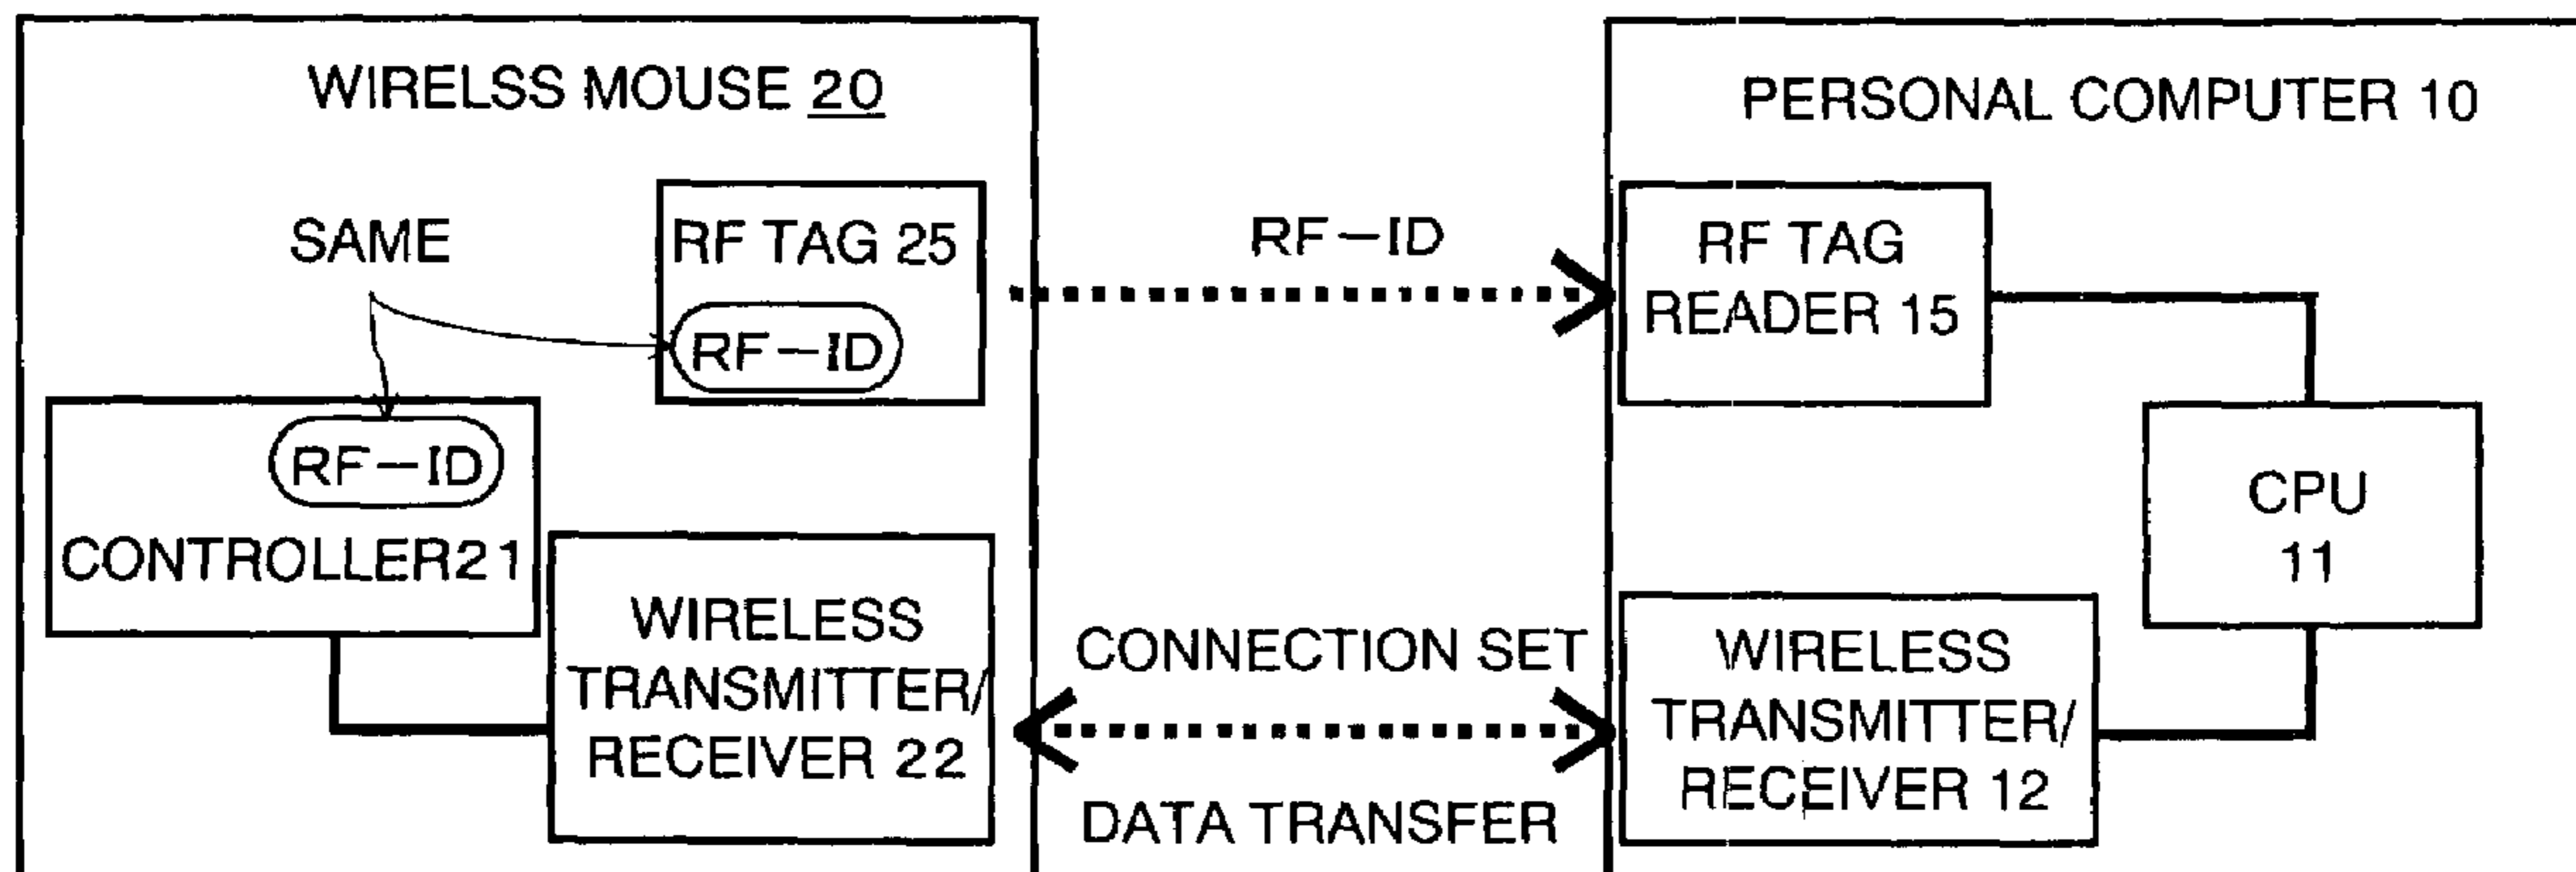 WIRELSS MOUSE 20
SAME
RF TAG 25
RF-ID
RF-ID
CONTROLLER21
WIRELESS
TRANSMITTER/
RECEIVER 22
RF-ID
CONNECTION SET
DATA TRANSFER
PERSONAL COMPUTER 10
RF TAG
READER 15
CPU
11
WIRELESS
TRANSMITTER/
RECEIVER 12